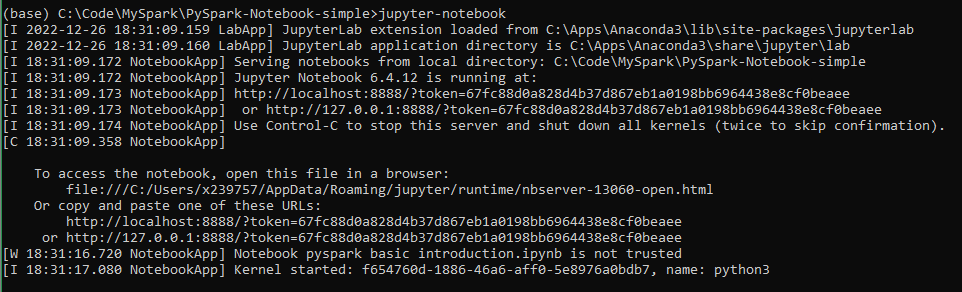 (base) C:\Code\MySpark\PySpark-Notebook-simple>jupyter-notebook
[I 2022-12-26 18:31:09.159 LabApp] JupyterLab extension loaded from C:\Apps\Anaconda3\lib\site-packages\jupyterlab
[I 2022-12-26 18:31:09.160 LabApp] JupyterLab application directory is C:\Apps\Anaconda3\share\jupyter\lab
[I 18:31:09.172 NotebookApp] Serving notebooks from local directory: C:\Code\MySpark\PySpark-Notebook-simple
[I 18:31:09.172 NotebookApp] Jupyter Notebook 6.4.12 is running at:
[I 18:31:09.173 NotebookApp] http://localhost:8888/?token=67fc88d0a828d4b37d867eb1a0198bb6964438e8cf0beaee
[I 18:31:09.173 NotebookApp]  or http://127.0.0.1:8888/?token=67fc88d0a828d4b37d867eb1a0198bb6964438e8cf0beaee
[I 18:31:09.174 NotebookApp] Use Control-C to stop this server and shut down all kernels (twice to skip confirmation).
[C 18:31:09.358 NotebookApp]
To access the notebook, open this file in a browser:
file:///C:/Users/x239757/AppData/Roaming/jupyter/runtime/nbserver-13060-open.html
Or copy and paste one of these URLs:
http://localhost:8888/?token=67fc88d0a828d4b37d867eb1a0198bb6964438e8cf0beaee
or http://127.0.0.1:8888/?token=67fc88d0a828d4b37d867eb1a0198bb6964438e8cf0beaee
[W 18:31:16.720 NotebookApp] Notebook pyspark basic introduction.ipynb is not trusted
[I 18:31:17.080 NotebookApp] Kernel started: f654760d-1886-46a6-aff0-5e8976a0bdb7, name: python3